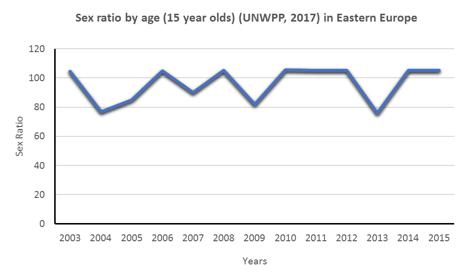 Sex ratio by age (15 year olds) (UNWPP, 2017) in Eastern Europe
120
100
80
60
40
20
0
Sex Ratio
2003 2004 2005 2006 2007 2008 2009 2010 2011 2012 2013 2014 2015
Years